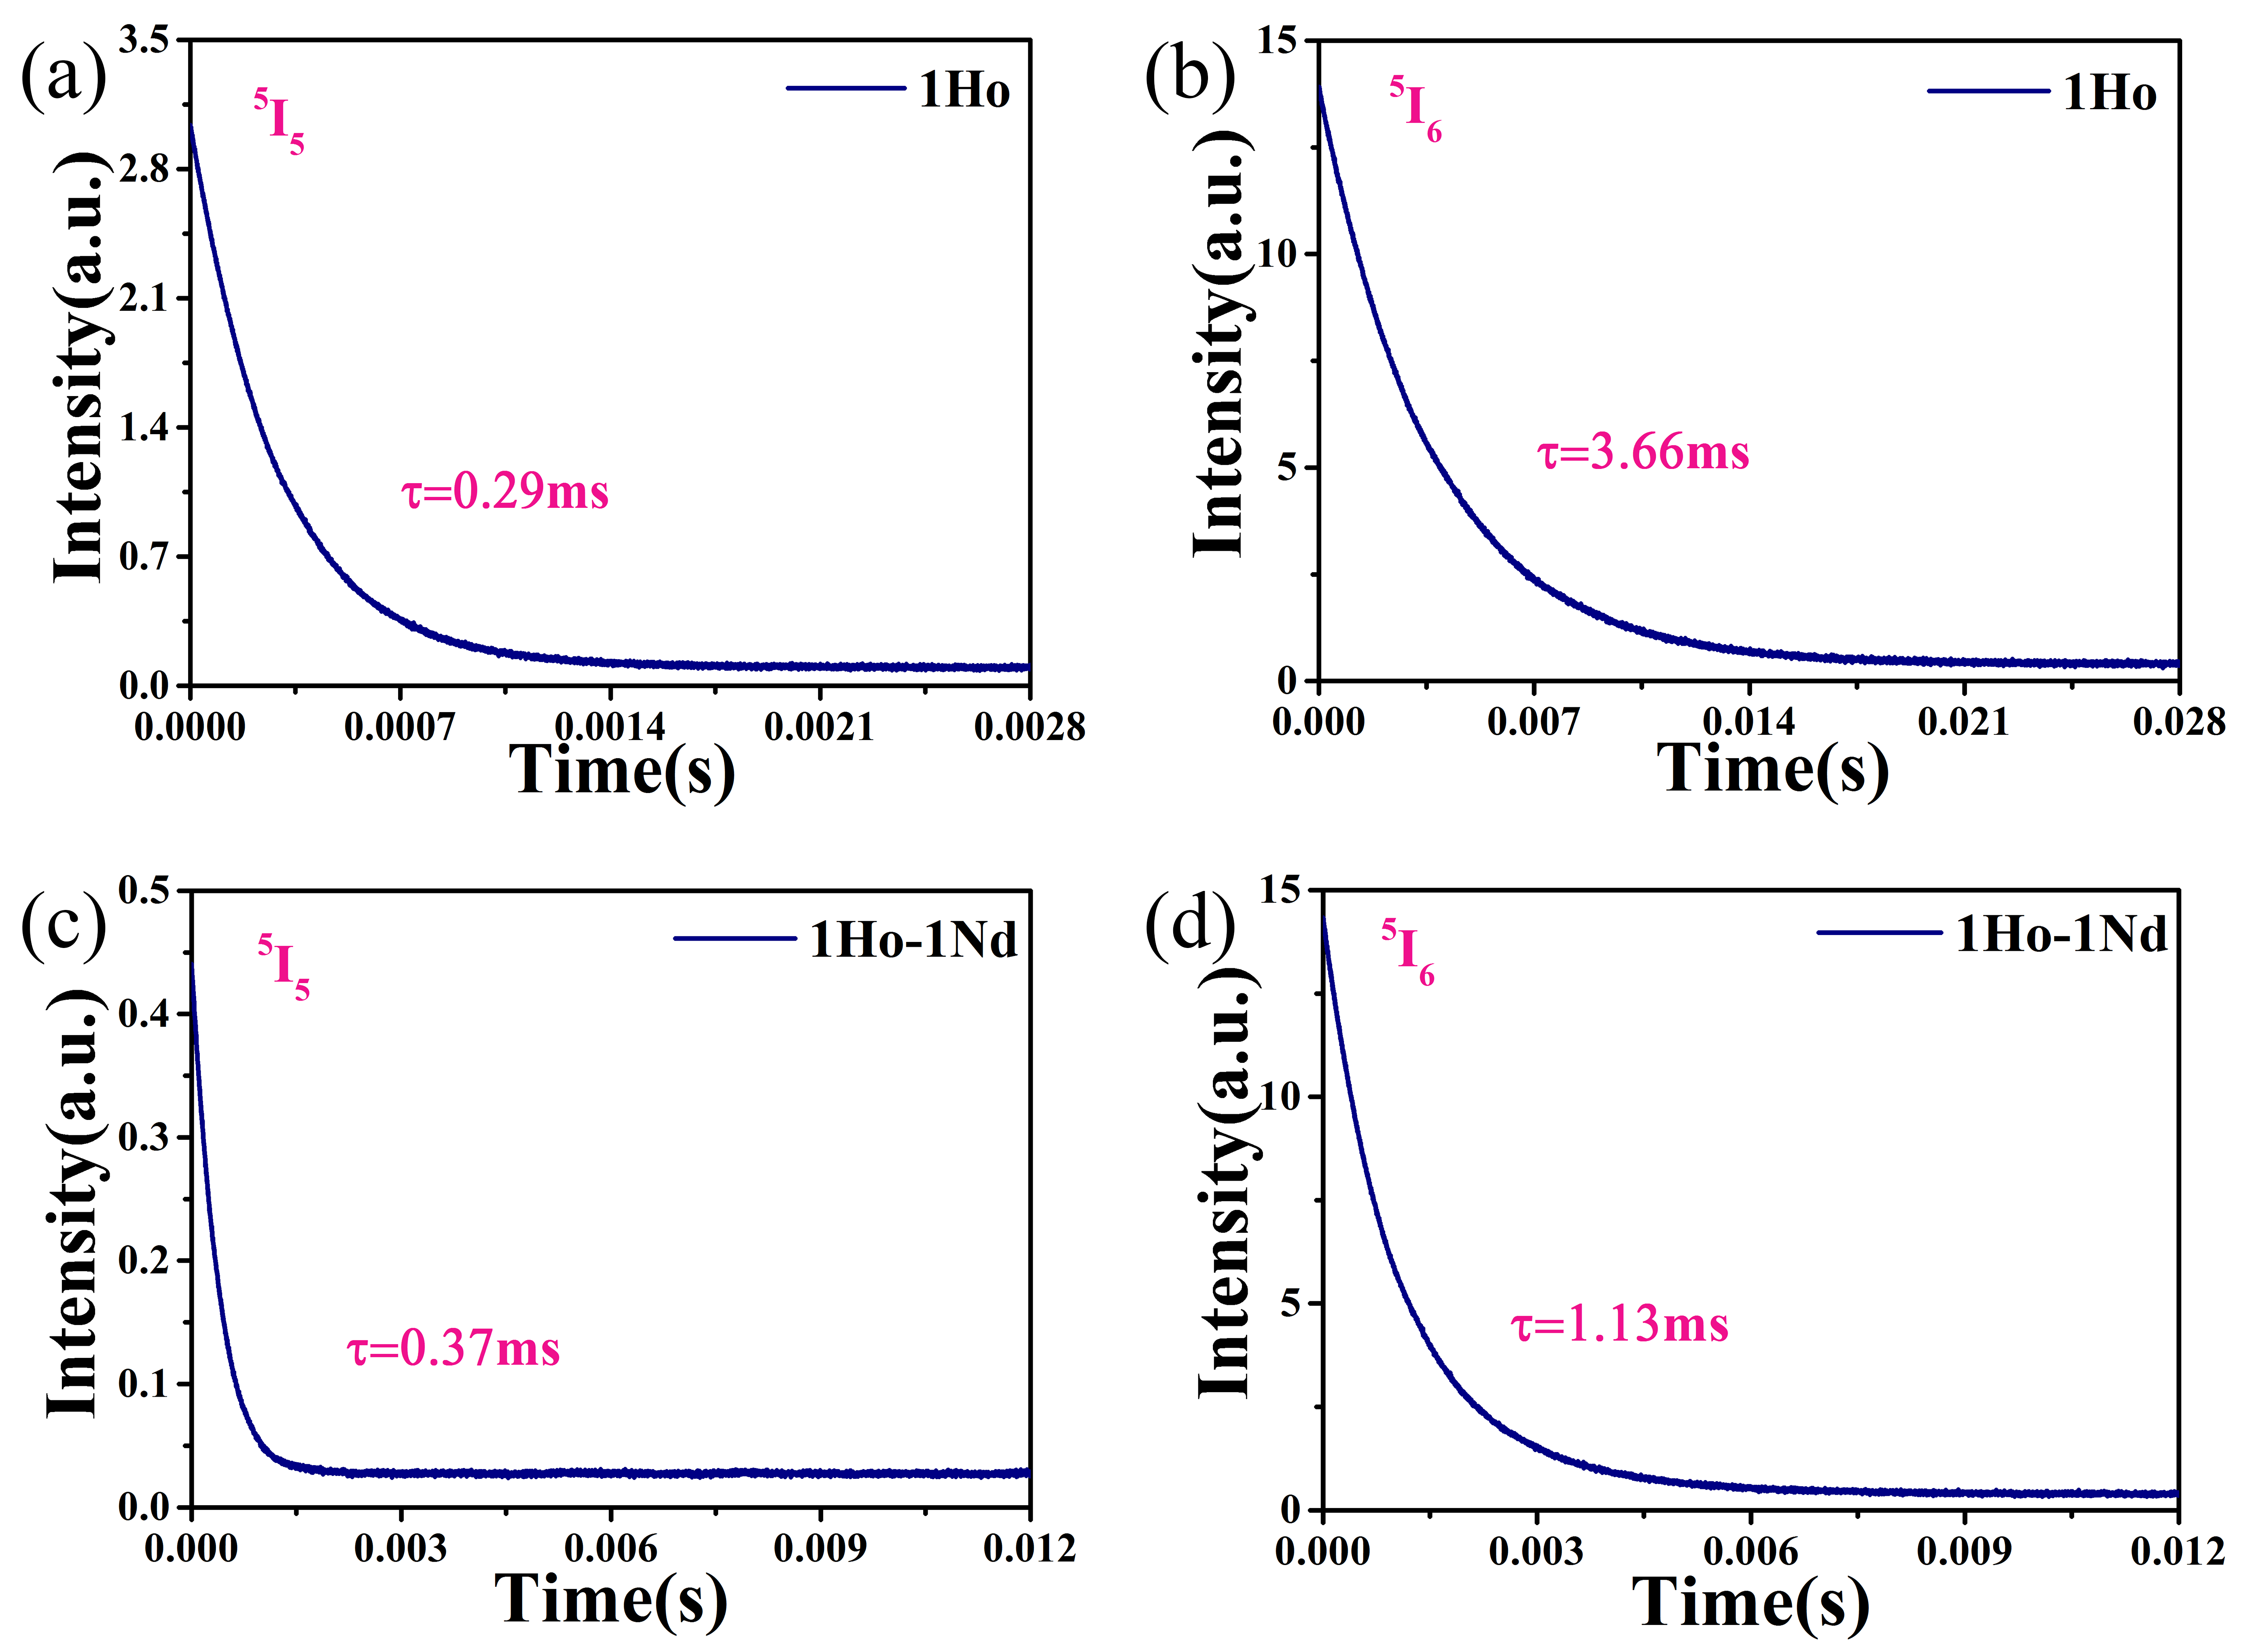 (a)
3.5
2.8
2.1
1.4
0.7
0.0
Intensity(a.u.)
⁵I₅
1Ho
τ=0.29ms
0.0000 0.0007 0.0014 0.0021 0.0028
Time(s)
(b)
15
10
5
0
Intensity(a.u.)
⁵I₆
1Ho
τ=3.66ms
0.000 0.007 0.014 0.021 0.028
Time(s)
(c)
0.5
0.4
0.3
0.2
0.1
0.0
Intensity(a.u.)
⁵I₅
1Ho-1Nd
τ=0.37ms
0.000 0.003 0.006 0.009 0.012
Time(s)
(d)
15
10
5
0
Intensity(a.u.)
⁵I₆
1Ho-1Nd
τ=1.13ms
0.000 0.003 0.006 0.009 0.012
Time(s)